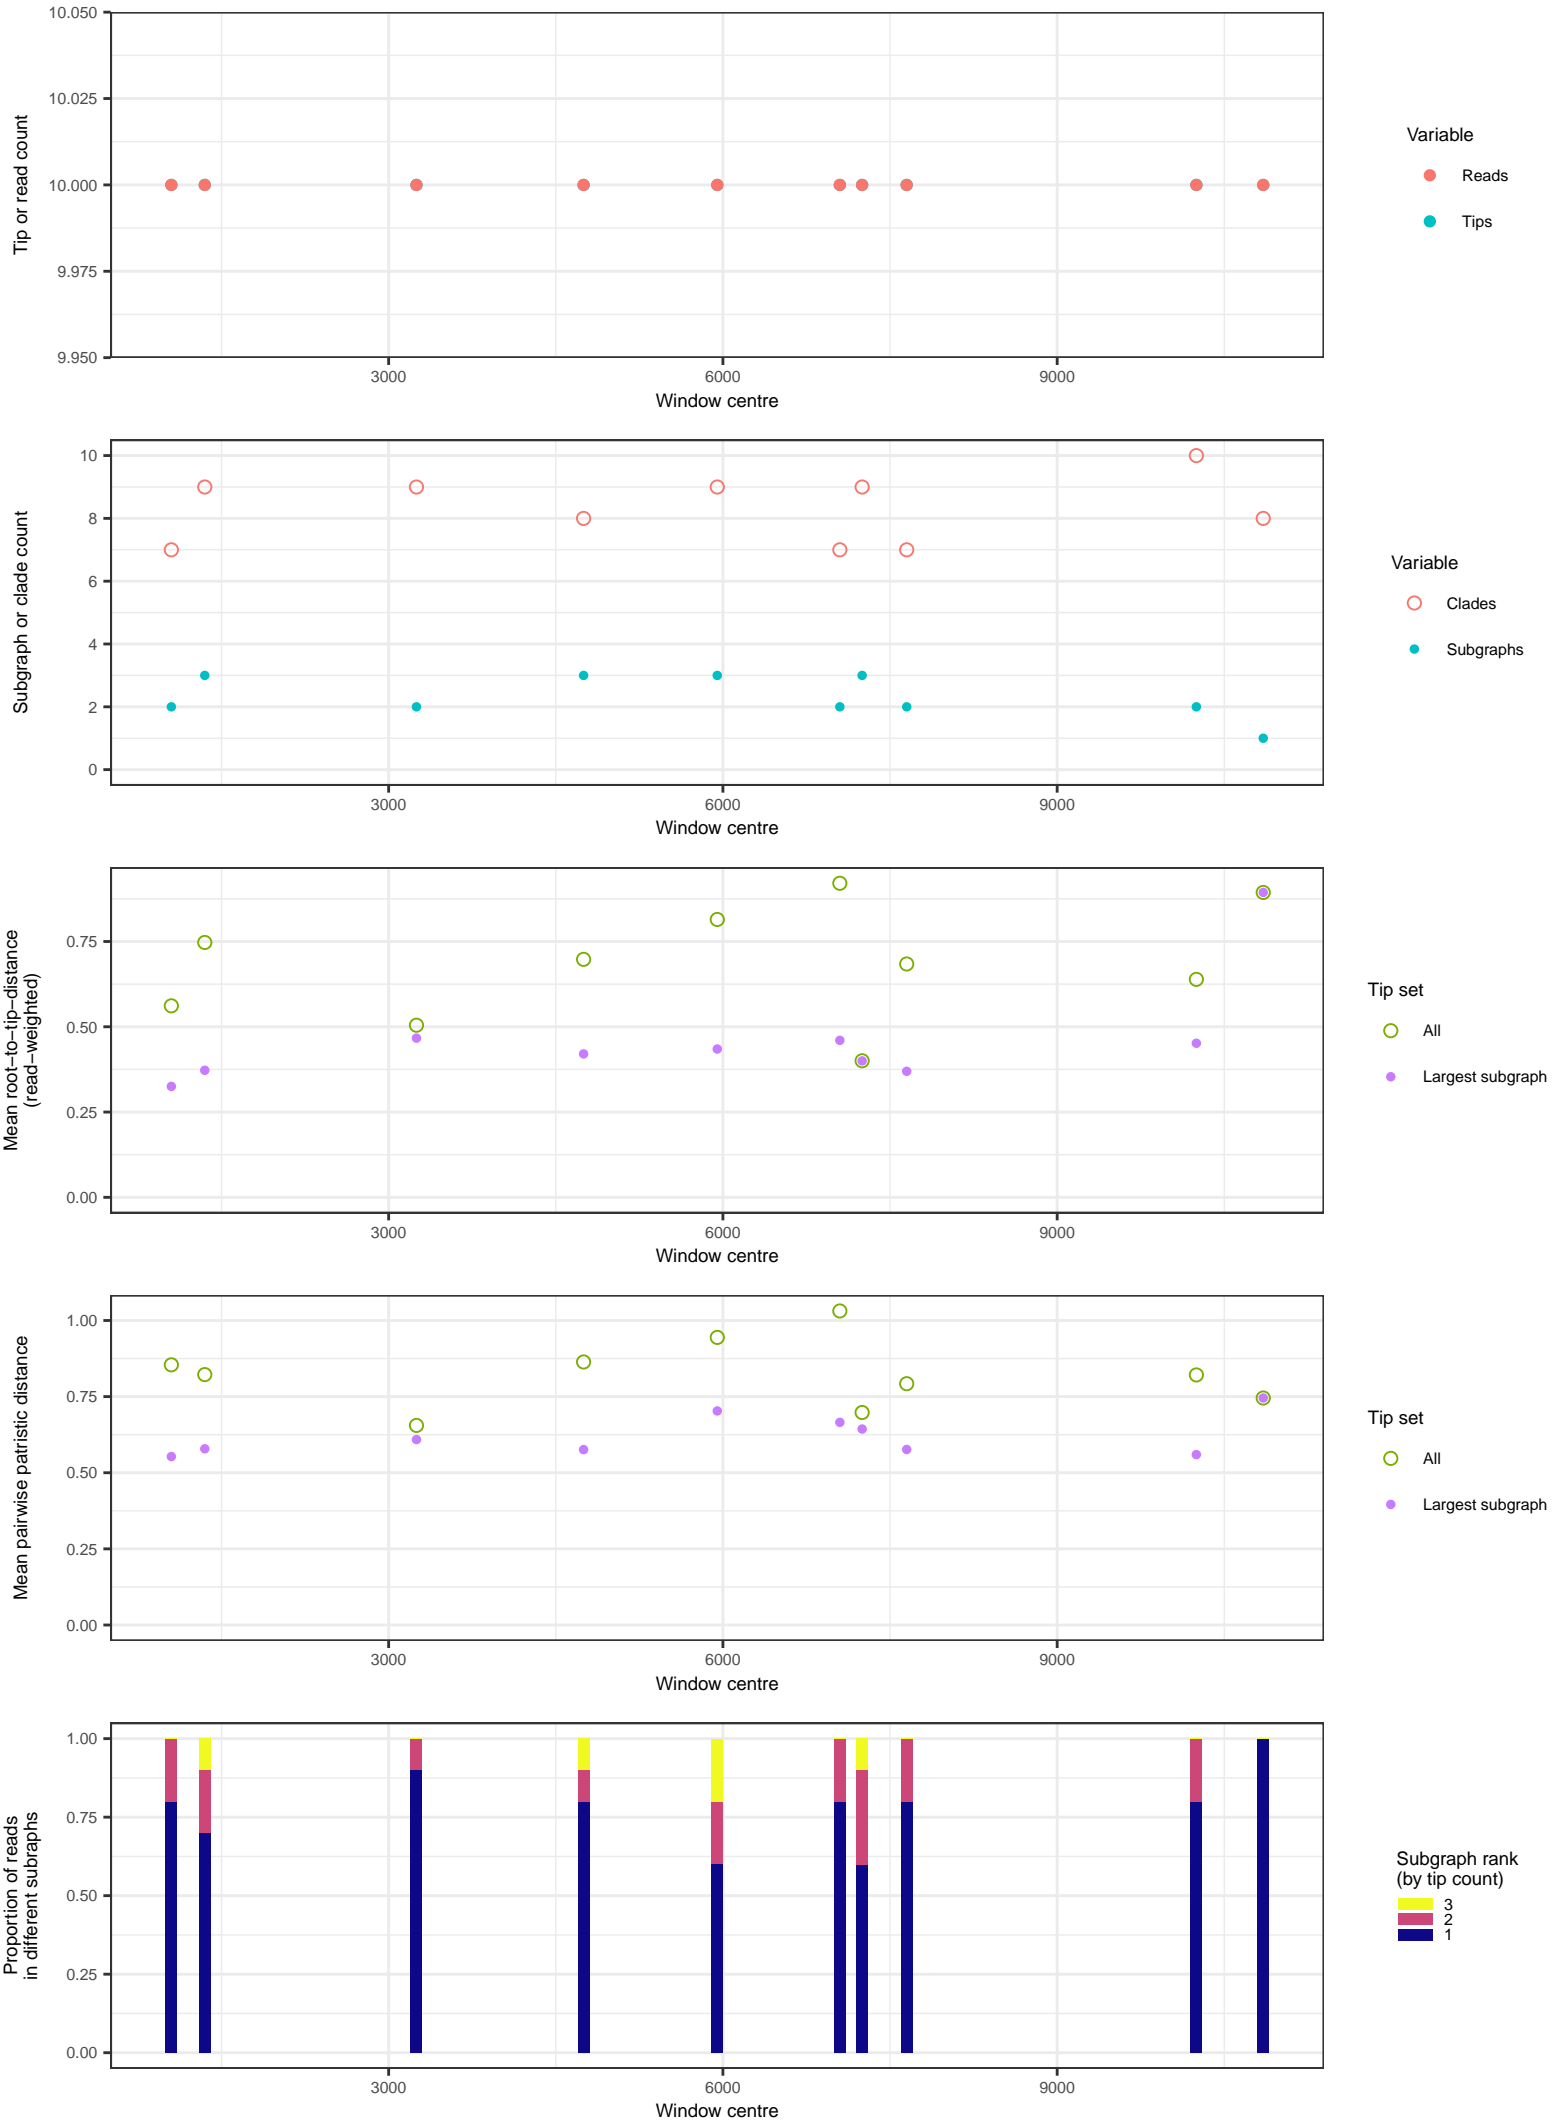 10.050
10.025
10.000
9.975
9.950
Tip or read count
3000 6000 9000
Window centre
Variable
Reads
Tips
10
8
6
4
2
0
Subgraph or clade count
3000 6000 9000
Window centre
Variable
Clades
Subgraphs
0.75
0.50
0.25
0.00
Mean root−to−tip−distance
(read−weighted)
3000 6000 9000
Window centre
Tip set
All
Largest subgraph
1.00
0.75
0.50
0.25
0.00
Mean pairwise patristic distance
3000 6000 9000
Window centre
Tip set
All
Largest subgraph
1.00
0.75
0.50
0.25
0.00
Proportion of reads
in different subraphs
3000 6000 9000
Window centre
Subgraph rank
(by tip count)
3
2
1